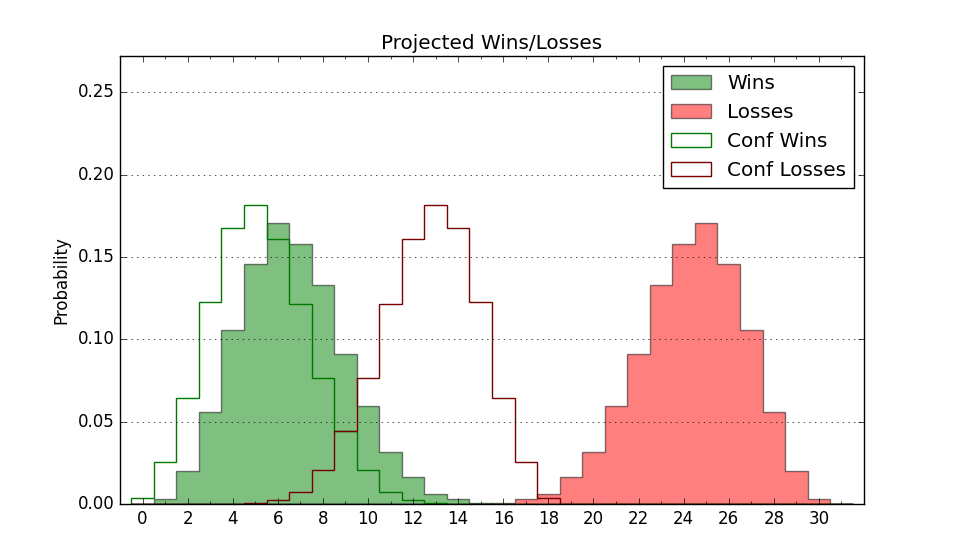 Projected Wins/Losses
Probability
0.25
0.20
0.15
0.10
0.05
0.00
0 2 4 6 8 10 12 14 16 18 20 22 24 26 28 30
Wins
Losses
Conf Wins
Conf Losses